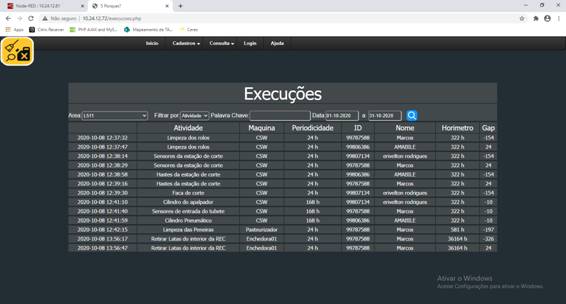 Node-RED | 10.24.12.81
5 Porques?
Não seguro | 10.24.12.72/execucoes.php
Apps
Citrix Receiver
PHP AJAX and My...
Mapeamento da TA...
Cereo
Início Cadastros Consulta Login Ajuda
Execuções
Area L511 Filtrar por Atividade Palavra Chave Data 01-10-2020 a 31-10-2020
Atividade Maquina Periodicidade ID Nome Horimetro Gap
2020-10-08 12:37:32 Limpeza dos rolos CSW 24 h 99787588 Marcos 322 h -154
2020-10-08 12:37:47 Limpeza dos rolos CSW 24 h 99806386 AMABILE 322 h 24
2020-10-08 12:38:14 Sensores da estação de corte CSW 24 h 99807134 erivelton rodrigues 322 h -154
2020-10-08 12:38:29 Sensores da estação de corte CSW 24 h 99787588 Marcos 322 h 24
2020-10-08 12:38:58 Hastes da estação de corte CSW 24 h 99806386 AMABILE 322 h -154
2020-10-08 12:39:16 Hastes da estação de corte CSW 24 h 99787588 Marcos 322 h 24
2020-10-08 12:39:30 Faca de corte CSW 24 h 99807134 erivelton rodrigues 322 h -154
2020-10-08 12:41:10 Cilindro do apalpador CSW 168 h 99807134 erivelton rodrigues 322 h -10
2020-10-08 12:41:40 Sensores de entrada do tubete CSW 168 h 99787588 Marcos 322 h -10
2020-10-08 12:41:59 Cilindro Pneumático CSW 168 h 99806386 AMABILE 322 h -10
2020-10-08 12:42:15 Limpeza das Peneiras Pasteurizador 24 h 99787588 Marcos 581 h -197
2020-10-08 13:56:17 Retirar Latas do interior da REC Enchedora01 24 h 99787588 Marcos 36164 h -326
2020-10-08 13:56:47 Retirar Latas do interior da REC Enchedora01 24 h 99787588 Marcos 36164 h 24
Ativar o Windows
Acesse Configurações para ativar o Windows.